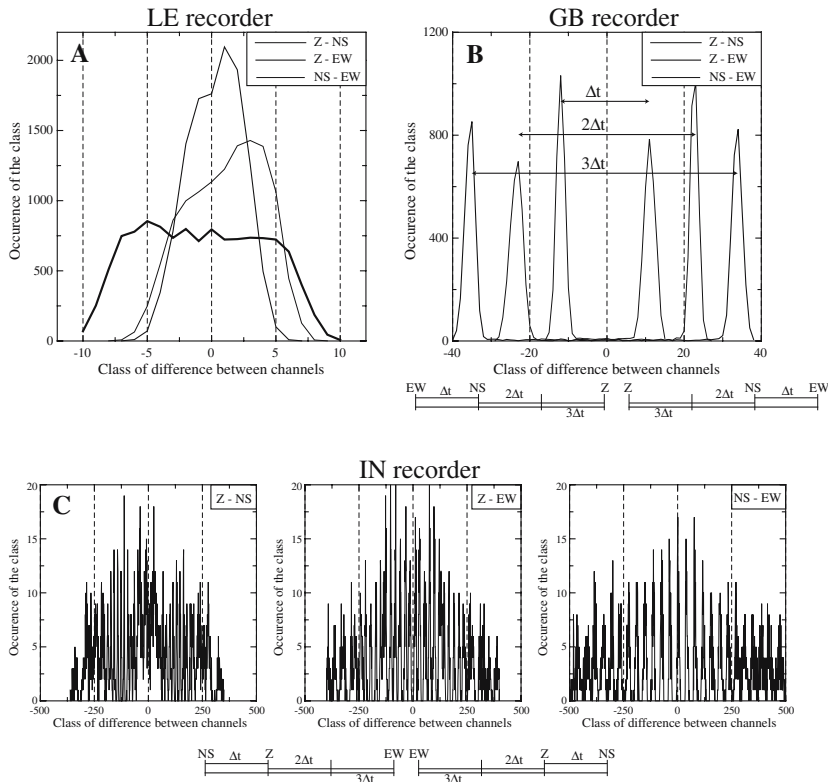 LE recorder
GB recorder
A
Z - NS
Z - EW
NS - EW
2000
1750
1500
1250
1000
750
500
250
0
Occurence of the class
-10 -5 0 5 10
Class of difference between channels
B
Z - NS
Z - EW
NS - EW
Δt
2Δt
3Δt
1200
800
400
0
Occurence of the class
-40 -20 0 20 40
Class of difference between channels
EW Δt NS 2Δt Z Z 2Δt NS Δt EW
3Δt 3Δt
IN recorder
C
Z - NS
20
15
10
5
0
Occurence of the class
-500 -250 0 250 500
Class of difference between channels
Z - EW
20
15
10
5
0
Occurence of the class
-500 -250 0 250 500
Class of difference between channels
NS - EW
20
15
10
5
0
Occurence of the class
-500 -250 0 250 500
Class of difference between channels
NS Δt Z 2Δt EW EW 2Δt Z Δt NS
3Δt 3Δt